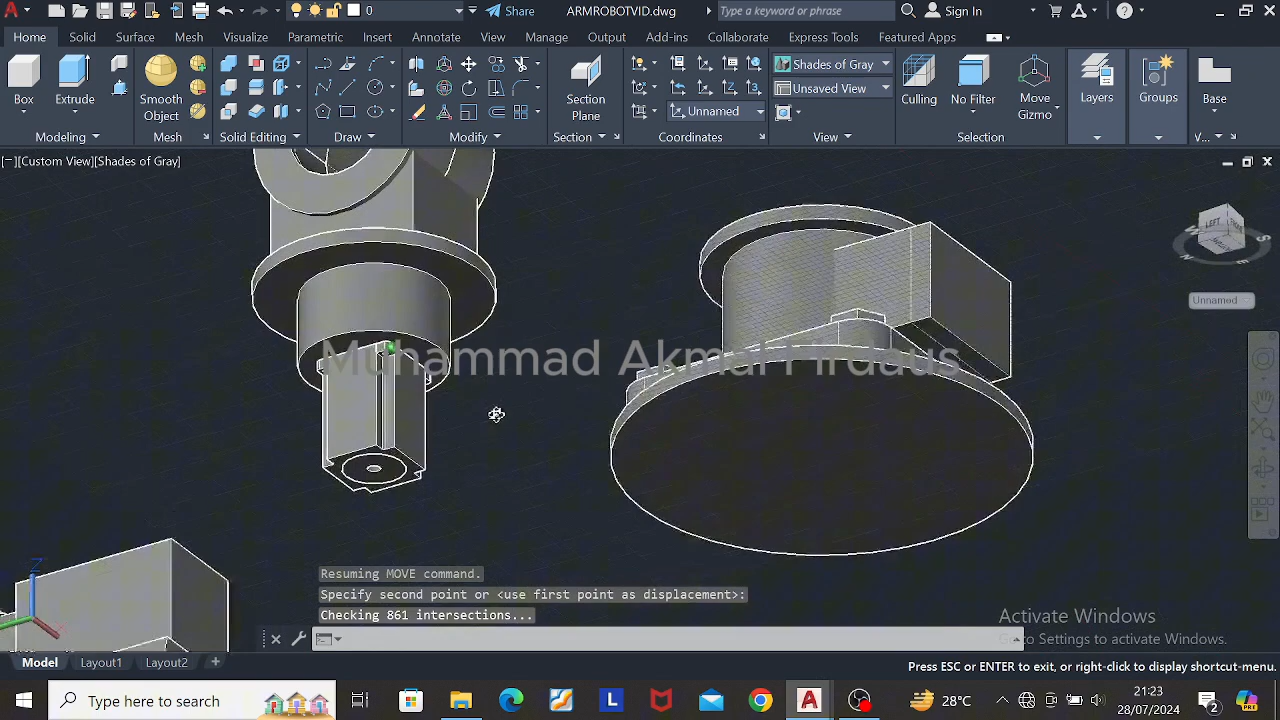 Share
ARMROBOTVID.dwg
Type a keyword or phrase
Sign In
0
Home
Solid
Surface
Mesh
Visualize
Parametric
Insert
Annotate
View
Manage
Output
Add-ins
Collaborate
Express Tools
Featured Apps
Box
Extrude
Smooth
Object
Section
Plane
Shades of Gray
Unsaved View
Unnamed
Culling
No Filter
Move
Gizmo
Layers
Groups
Base
Modeling
Mesh
Solid Editing
Draw
Modify
Section
Coordinates
View
Selection
V...
[−][Custom View][Shades of Gray]
LEFT
Unnamed
Muhammad Akmal Firdaus
Resuming MOVE command.
Specify second point or <use first point as displacement>:
Checking 861 intersections...
Activate Windows
Go to Settings to activate Windows.
Z
Model
Layout1
Layout2
Press ESC or ENTER to exit, or right-click to display shortcut-menu.
Type here to search
28°C
21:23
28/07/2024
2